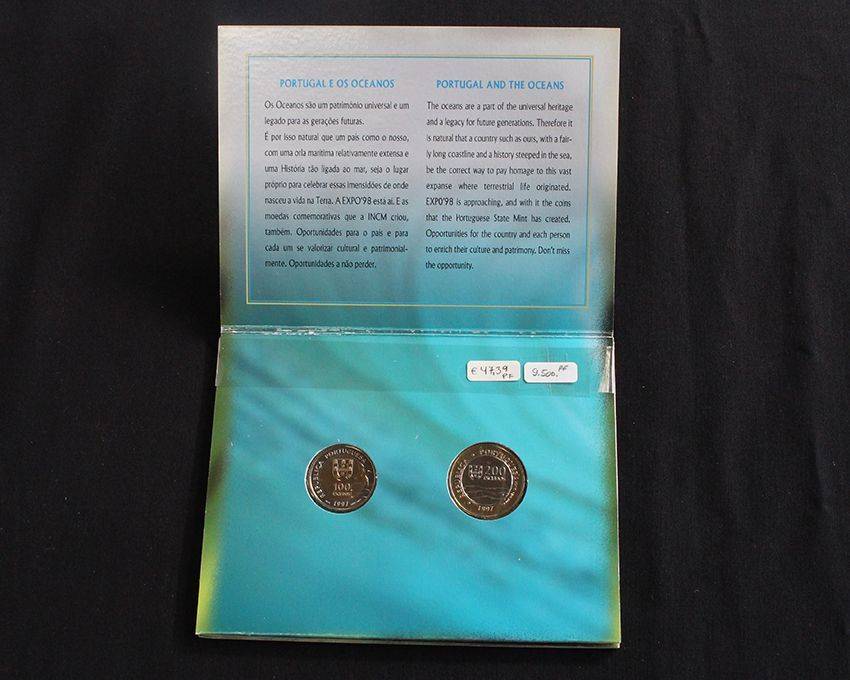 PORTUGAL E OS OCEANOS
Os Oceanos são um património universal e um
legado para as gerações futuras.
É por isso natural que um país como o nosso,
com uma orla marítima relativamente extensa e
uma História tão ligada ao mar, seja o lugar
próprio para celebrar essas imensidões de onde
nasceu a vida na Terra. A EXPO'98 está aí. E as
moedas comemorativas que a INCM criou,
também. Oportunidades para o país e para
cada um se valorizar cultural e patrimonial-
mente. Oportunidades a não perder.
PORTUGAL AND THE OCEANS
The oceans are a part of the universal heritage
and a legacy for future generations. Therefore it
is natural that a country such as ours, with a fair-
ly long coastline and a history steeped in the sea,
be the correct way to pay homage to this vast
expanse where terrestrial life originated.
EXPO'98 is approaching, and with it the coins
that the Portuguese State Mint has created.
Opportunities for the country and each person
to enrich their culture and patrimony. Don't miss
the opportunity.
€ 47,39
PF
9.500. PF
REPÚBLICA PORTUGUESA
100
ESCUDOS
1997
REPÚBLICA PORTUGUESA
200
ESCUDOS
1997